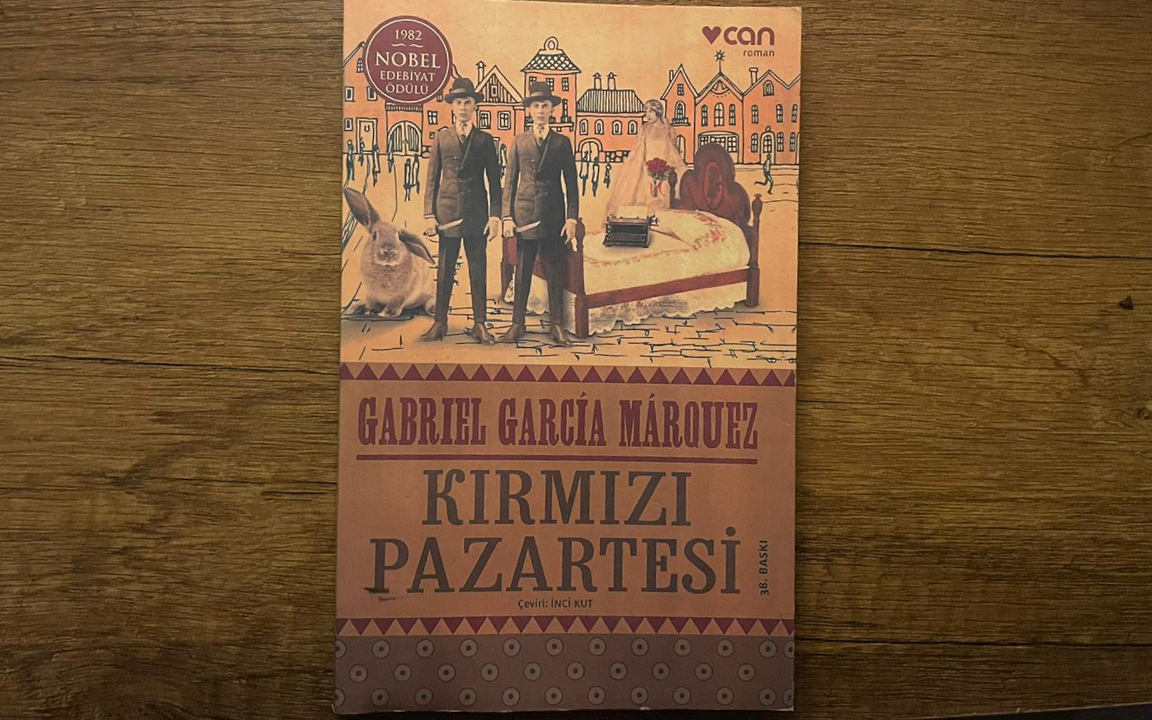 1982
NOBEL
EDEBİYAT
ÖDÜLÜ
can
roman
GABRIEL GARCÍA MÁRQUEZ
KIRMIZI
PAZARTESİ
38. BASKI
Çeviri: İNCİ KUT